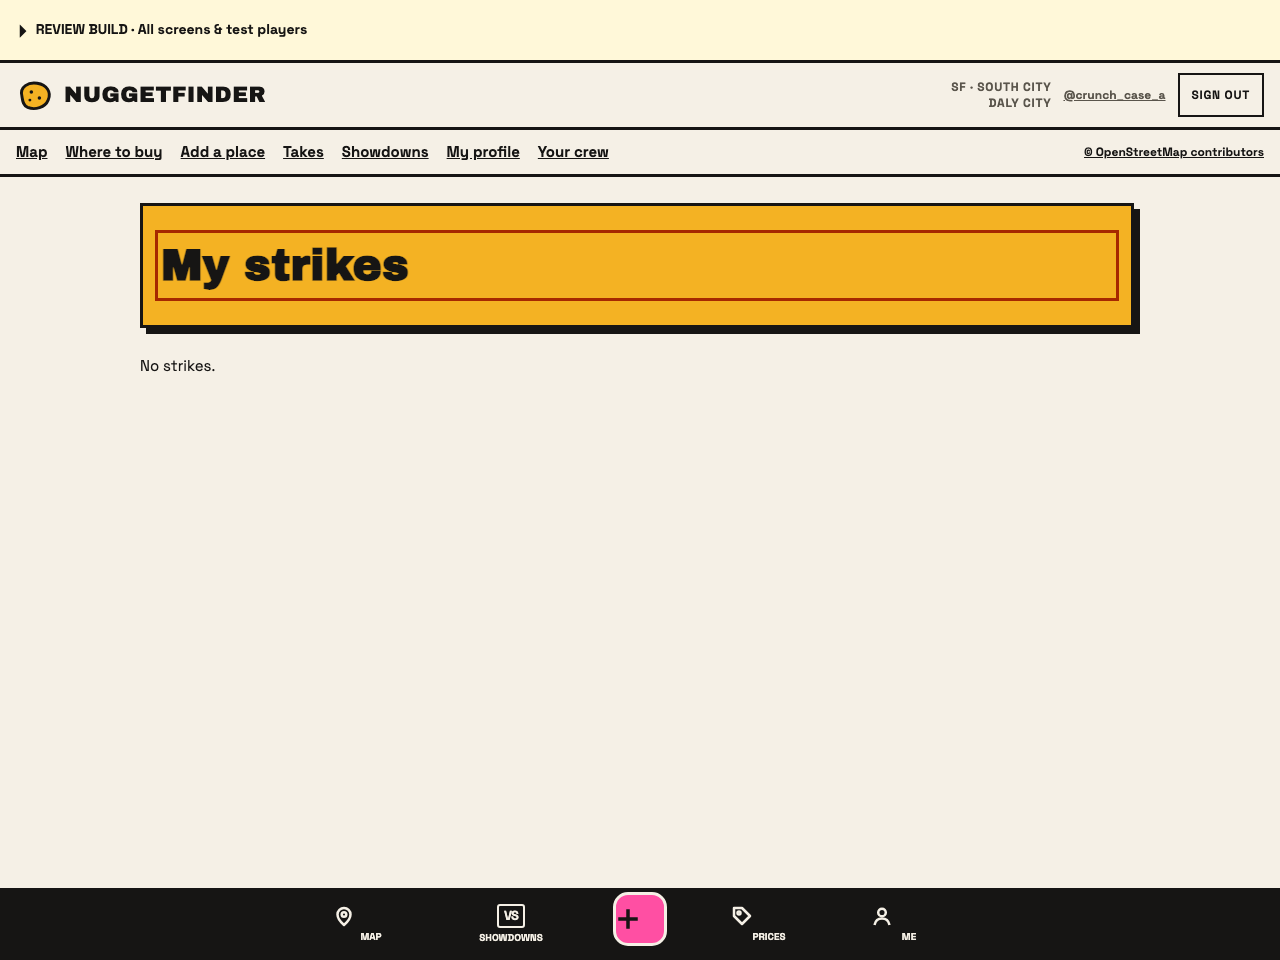 REVIEW BUILD · All screens & test players
NUGGETFINDER
SF · SOUTH CITY
DALY CITY
@crunch_case_a
SIGN OUT
Map Where to buy Add a place Takes Showdowns My profile Your crew
© OpenStreetMap contributors
My strikes
No strikes.
MAP
VS
SHOWDOWNS
+
PRICES
ME